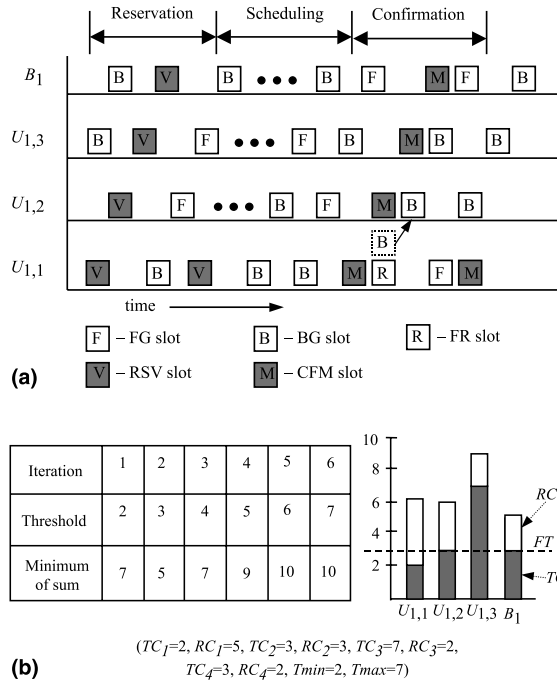 Reservation Scheduling Confirmation
B1 B V B B F M F B
U1,3 B V F F B M B B
U1,2 V F B F M B B
B
U1,1 V B V B B M R F M
time
F – FG slot B – BG slot R – FR slot
V – RSV slot M – CFM slot
(a)
Iteration 1 2 3 4 5 6
Threshold 2 3 4 5 6 7
Minimum of sum 7 5 7 9 10 10
10
8
6
4
2
RC
FT
TC
U1,1 U1,2 U1,3 B1
(TC1=2, RC1=5, TC2=3, RC2=3, TC3=7, RC3=2,
TC4=3, RC4=2, Tmin=2, Tmax=7)
(b)